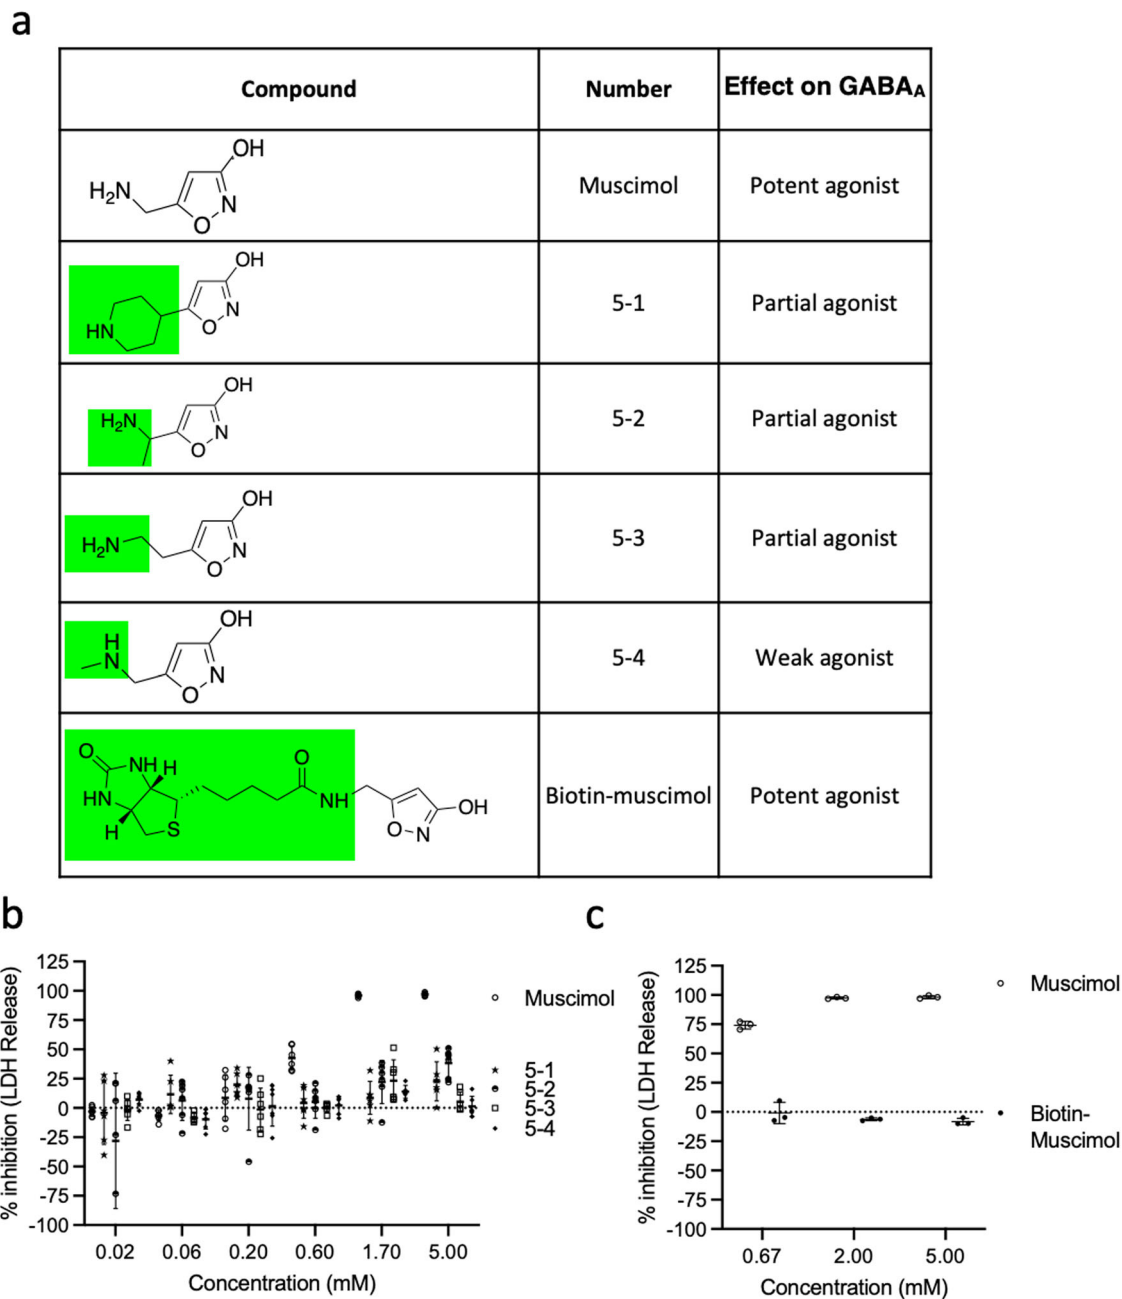 a
Compound Number Effect on GABAA
OH
H2N
N
O
Muscimol Potent agonist
OH
N
HN
O
5-1 Partial agonist
OH
H2N
N
O
5-2 Partial agonist
OH
H2N
N
O
5-3 Partial agonist
OH
H
N
N
O
5-4 Weak agonist
O
O
NH H
HN
NH
OH
H
S
O
N
Biotin-muscimol Potent agonist
b
% inhibition (LDH Release)
125
100
75
50
25
0
-25
-50
-75
-100
0.02 0.06 0.20 0.60 1.70 5.00
Concentration (mM)
Muscimol
5-1
5-2
5-3
5-4
c
% inhibition (LDH Release)
125
100
75
50
25
0
-25
-50
-75
-100
0.67 2.00 5.00
Concentration (mM)
Muscimol
Biotin-
Muscimol